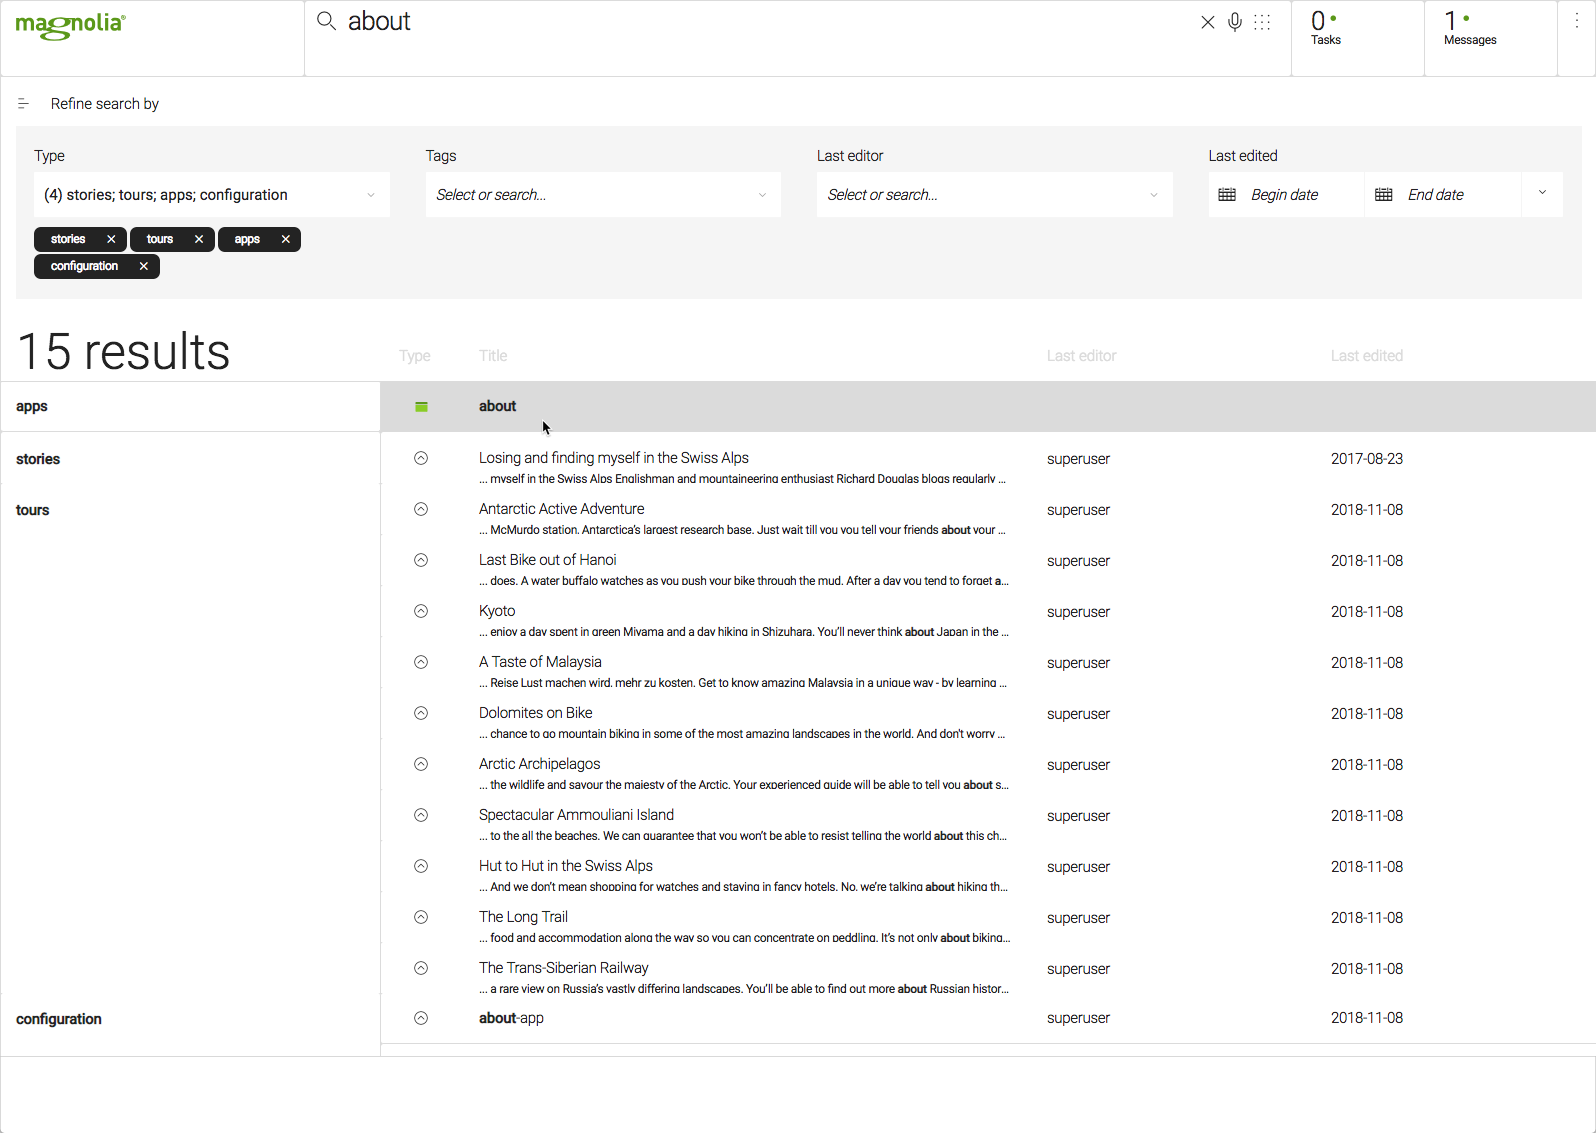 magnolia®
about
0
Tasks
1
Messages
Refine search by
Type
Tags
Last editor
Last edited
(4) stories; tours; apps; configuration
Select or search...
Select or search...
Begin date
End date
stories
tours
apps
configuration
15 results
Type
Title
Last editor
Last edited
apps
about
stories
Losing and finding myself in the Swiss Alps
superuser
2017-08-23
... myself in the Swiss Alps Englishman and mountaineering enthusiast Richard Douglas blogs regularly ...
tours
Antarctic Active Adventure
superuser
2018-11-08
... McMurdo station, Antarctica's largest research base. Just wait till you you tell your friends about your ...
Last Bike out of Hanoi
superuser
2018-11-08
... does. A water buffalo watches as you push your bike through the mud. After a day you tend to forget a...
Kyoto
superuser
2018-11-08
... enjoy a day spent in green Miyama and a day hiking in Shizuhara. You'll never think about Japan in the ...
A Taste of Malaysia
superuser
2018-11-08
... Reise Lust machen wird, mehr zu kosten. Get to know amazing Malaysia in a unique way - by learning ...
Dolomites on Bike
superuser
2018-11-08
... chance to go mountain biking in some of the most amazing landscapes in the world. And don't worry ...
Arctic Archipelagos
superuser
2018-11-08
... the wildlife and savour the majesty of the Arctic. Your experienced guide will be able to tell you about s...
Spectacular Ammouliani Island
superuser
2018-11-08
... to the all the beaches. We can guarantee that you won't be able to resist telling the world about this ch...
Hut to Hut in the Swiss Alps
superuser
2018-11-08
... And we don't mean shopping for watches and staying in fancy hotels. No, we're talking about hiking th...
The Long Trail
superuser
2018-11-08
... food and accommodation along the way so you can concentrate on peddling. It's not only about biking...
The Trans-Siberian Railway
superuser
2018-11-08
... a rare view on Russia's vastly differing landscapes. You'll be able to find out more about Russian histor...
configuration
about-app
superuser
2018-11-08